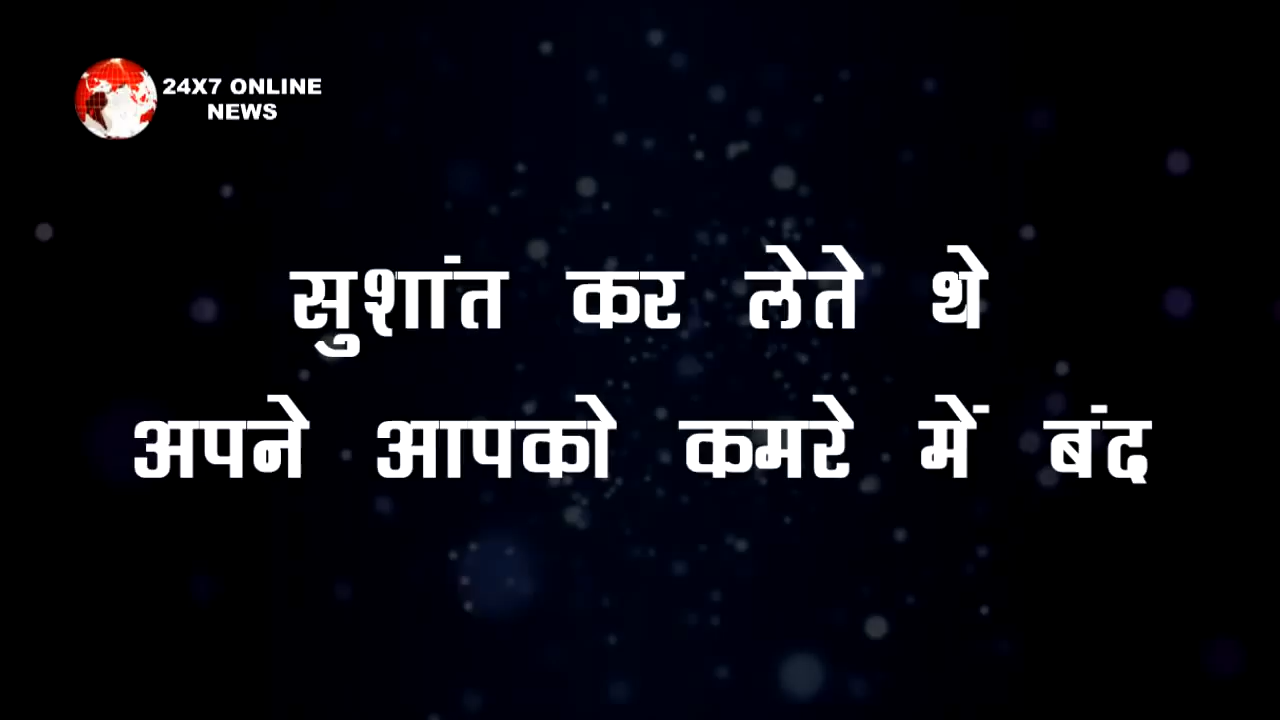 24X7 ONLINE
NEWS
सुशांत कर लेते थे
अपने आपको कमरे में बंद